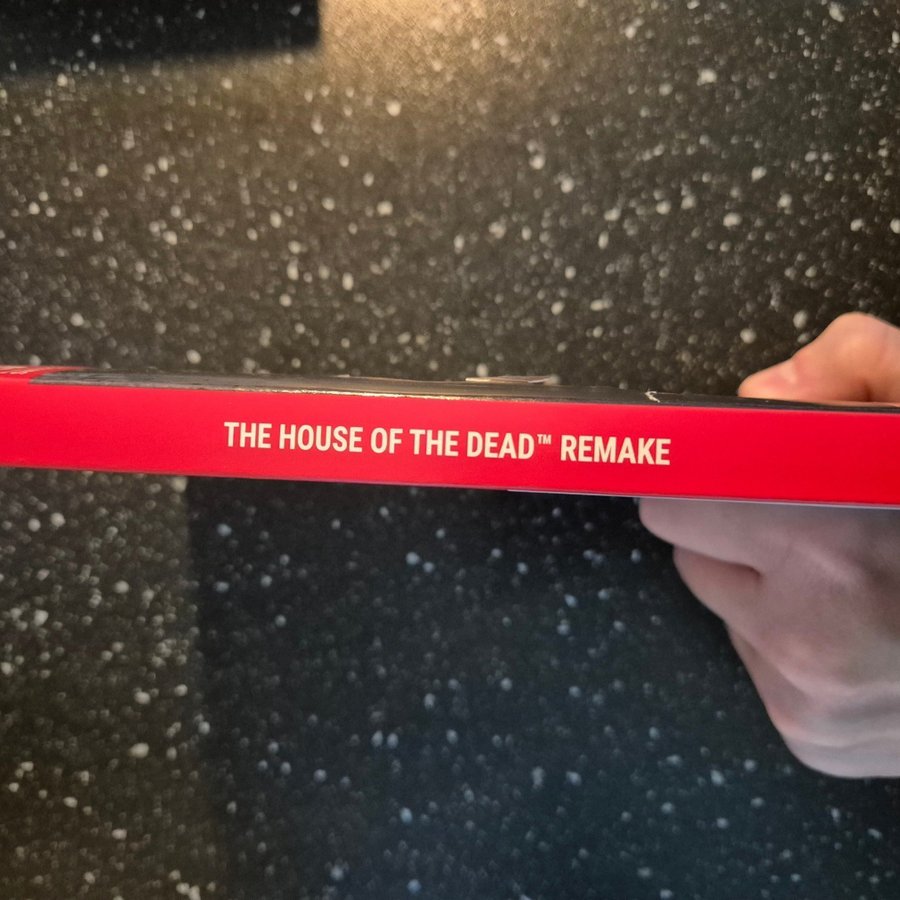 THE HOUSE OF THE DEAD™ REMAKE